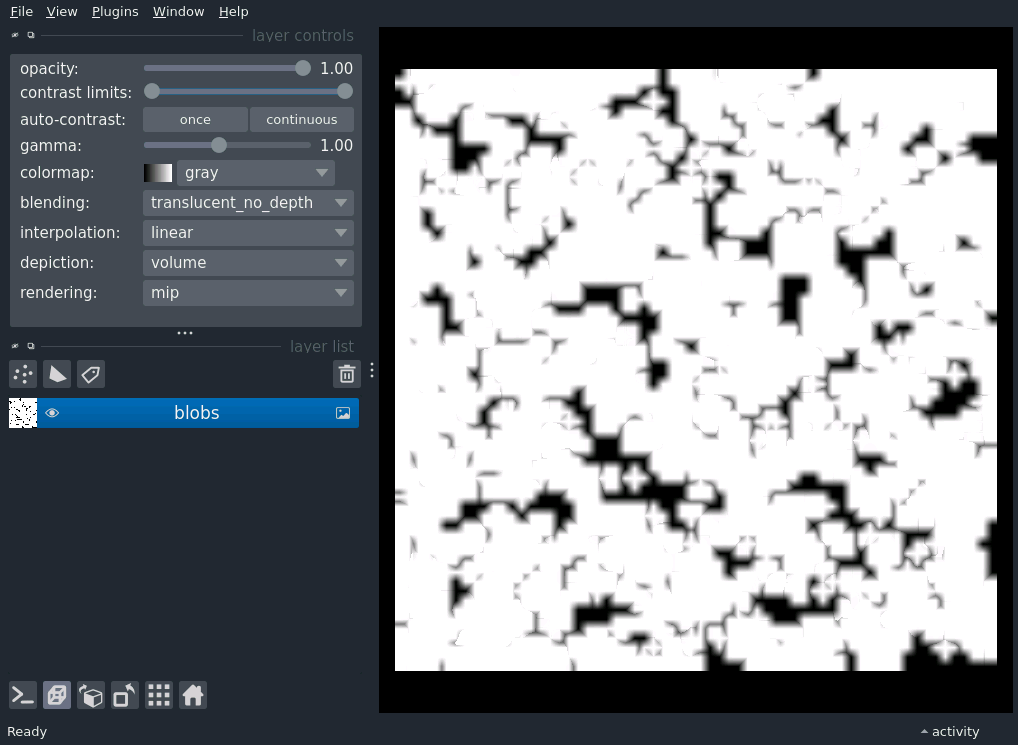 File View Plugins Window Help
layer controls
opacity: 1.00
contrast limits:
auto-contrast: once continuous
gamma: 1.00
colormap: gray
blending: translucent_no_depth
interpolation: linear
depiction: volume
rendering: mip
layer list
blobs
Ready activity